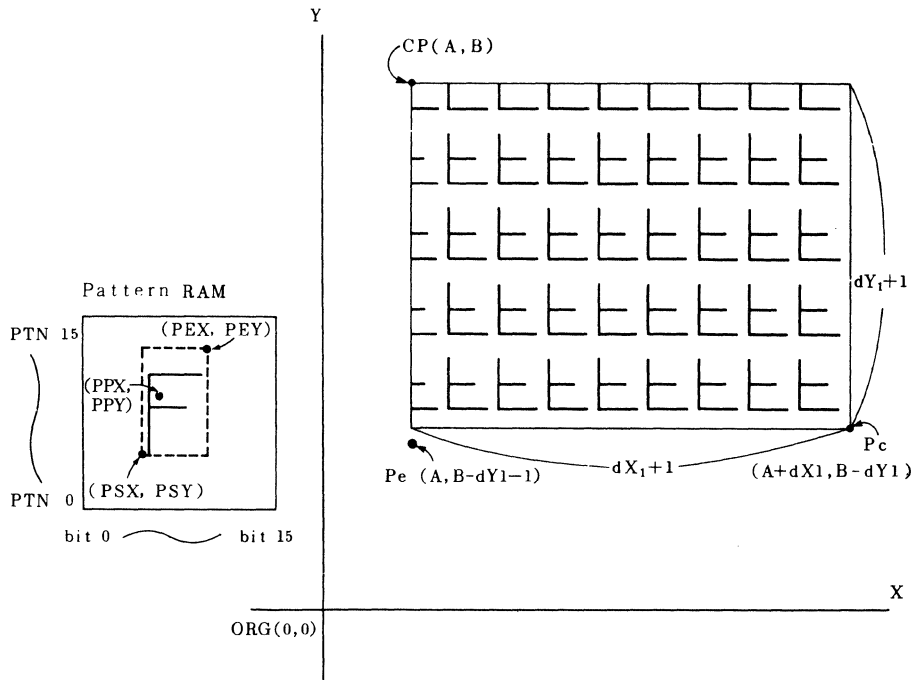 Y
CP(A,B)
Pattern RAM
PTN 15
(PEX, PEY)
(PPX,
PPY)
(PSX, PSY)
PTN 0
bit 0
bit 15
dY₁+1
dX₁+1
Pc
(A+dX1,B-dY1)
Pe (A,B-dY1-1)
X
ORG(0,0)